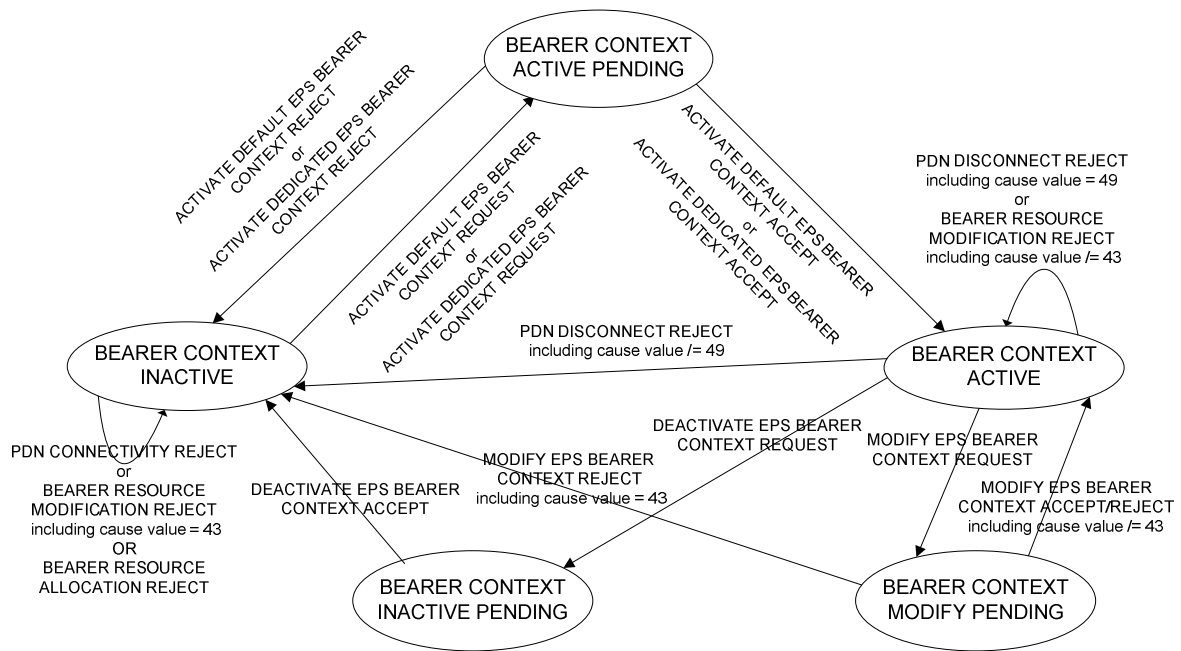 BEARER CONTEXT
ACTIVE PENDING
ACTIVATE DEFAULT EPS BEARER
CONTEXT REJECT
or
ACTIVATE DEDICATED EPS BEARER
CONTEXT REJECT
ACTIVATE DEFAULT EPS BEARER
CONTEXT REQUEST
or
ACTIVATE DEDICATED EPS BEARER
CONTEXT REQUEST
ACTIVATE DEFAULT EPS BEARER
CONTEXT ACCEPT
or
ACTIVATE DEDICATED EPS BEARER
CONTEXT ACCEPT
PDN DISCONNECT REJECT
including cause value = 49
or
BEARER RESOURCE
MODIFICATION REJECT
including cause value /= 43
BEARER CONTEXT
INACTIVE
PDN DISCONNECT REJECT
including cause value /= 49
BEARER CONTEXT
ACTIVE
PDN CONNECTIVITY REJECT
or
BEARER RESOURCE
MODIFICATION REJECT
including cause value = 43
OR
BEARER RESOURCE
ALLOCATION REJECT
DEACTIVATE EPS BEARER
CONTEXT ACCEPT
MODIFY EPS BEARER
CONTEXT REJECT
including cause value = 43
DEACTIVATE EPS BEARER
CONTEXT REQUEST
MODIFY EPS BEARER
CONTEXT REQUEST
MODIFY EPS BEARER
CONTEXT ACCEPT/REJECT
including cause value /= 43
BEARER CONTEXT
INACTIVE PENDING
BEARER CONTEXT
MODIFY PENDING